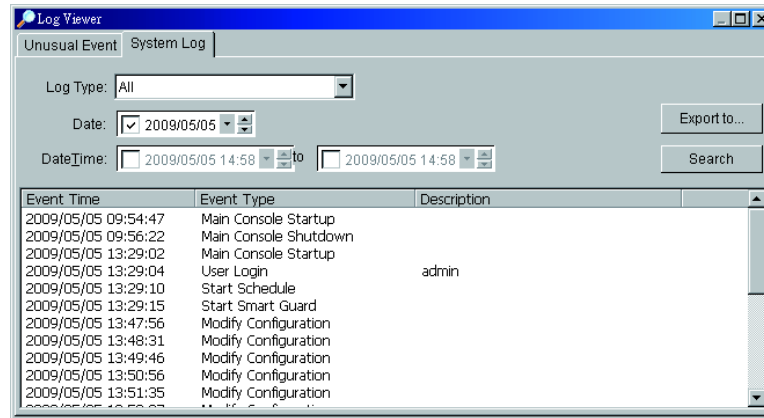 Log Viewer
Unusual Event System Log
Log Type: All
Date: 2009/05/05
Export to...
DateTime: 2009/05/05 14:58 to 2009/05/05 14:58
Search
Event Time Event Type Description
2009/05/05 09:54:47 Main Console Startup
2009/05/05 09:56:22 Main Console Shutdown
2009/05/05 13:29:02 Main Console Startup
2009/05/05 13:29:04 User Login admin
2009/05/05 13:29:10 Start Schedule
2009/05/05 13:29:15 Start Smart Guard
2009/05/05 13:47:56 Modify Configuration
2009/05/05 13:48:31 Modify Configuration
2009/05/05 13:49:46 Modify Configuration
2009/05/05 13:50:56 Modify Configuration
2009/05/05 13:51:35 Modify Configuration